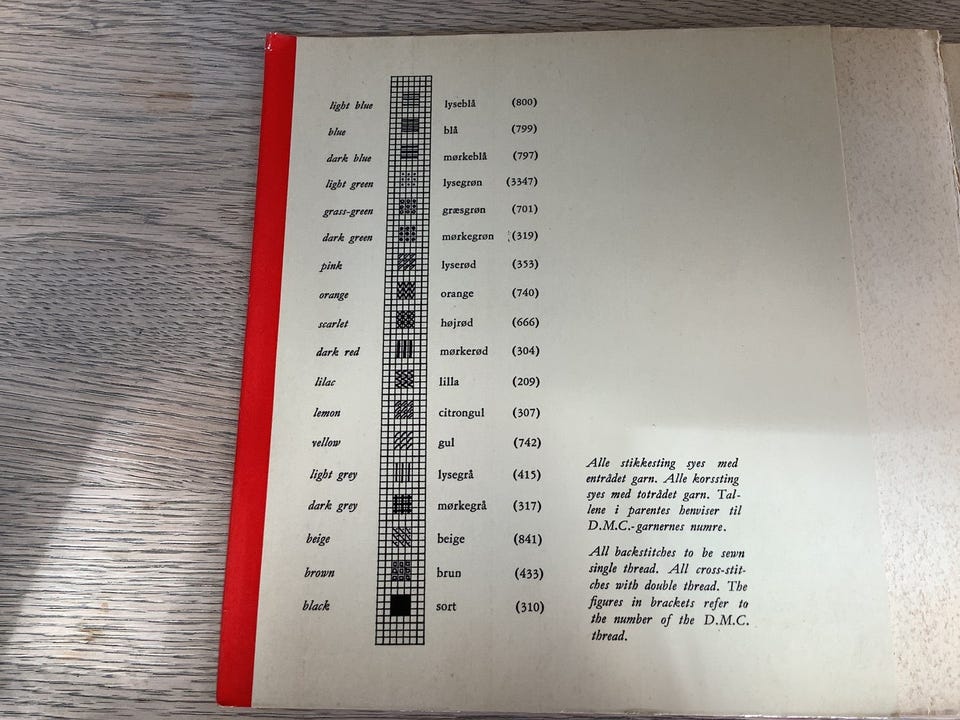 light blue lyseblå (800)
blue blå (799)
dark blue mørkeblå (797)
light green lysegrøn (3347)
grass-green græsgrøn (701)
dark green mørkegrøn (319)
pink lyserød (353)
orange orange (740)
scarlet højrød (666)
dark red mørkerød (304)
lilac lilla (209)
lemon citrongul (307)
yellow gul (742)
light grey lysegrå (415)
dark grey mørkegrå (317)
beige beige (841)
brown brun (433)
black sort (310)
Alle stikkesting syes med
entrådet garn. Alle korssting
syes med totrådet garn. Tal-
lene i parentes henviser til
D.M.C.-garnernes numre.
All backstitches to be sewn
single thread. All cross-stit-
ches with double thread. The
figures in brackets refer to
the number of the D.M.C.
thread.